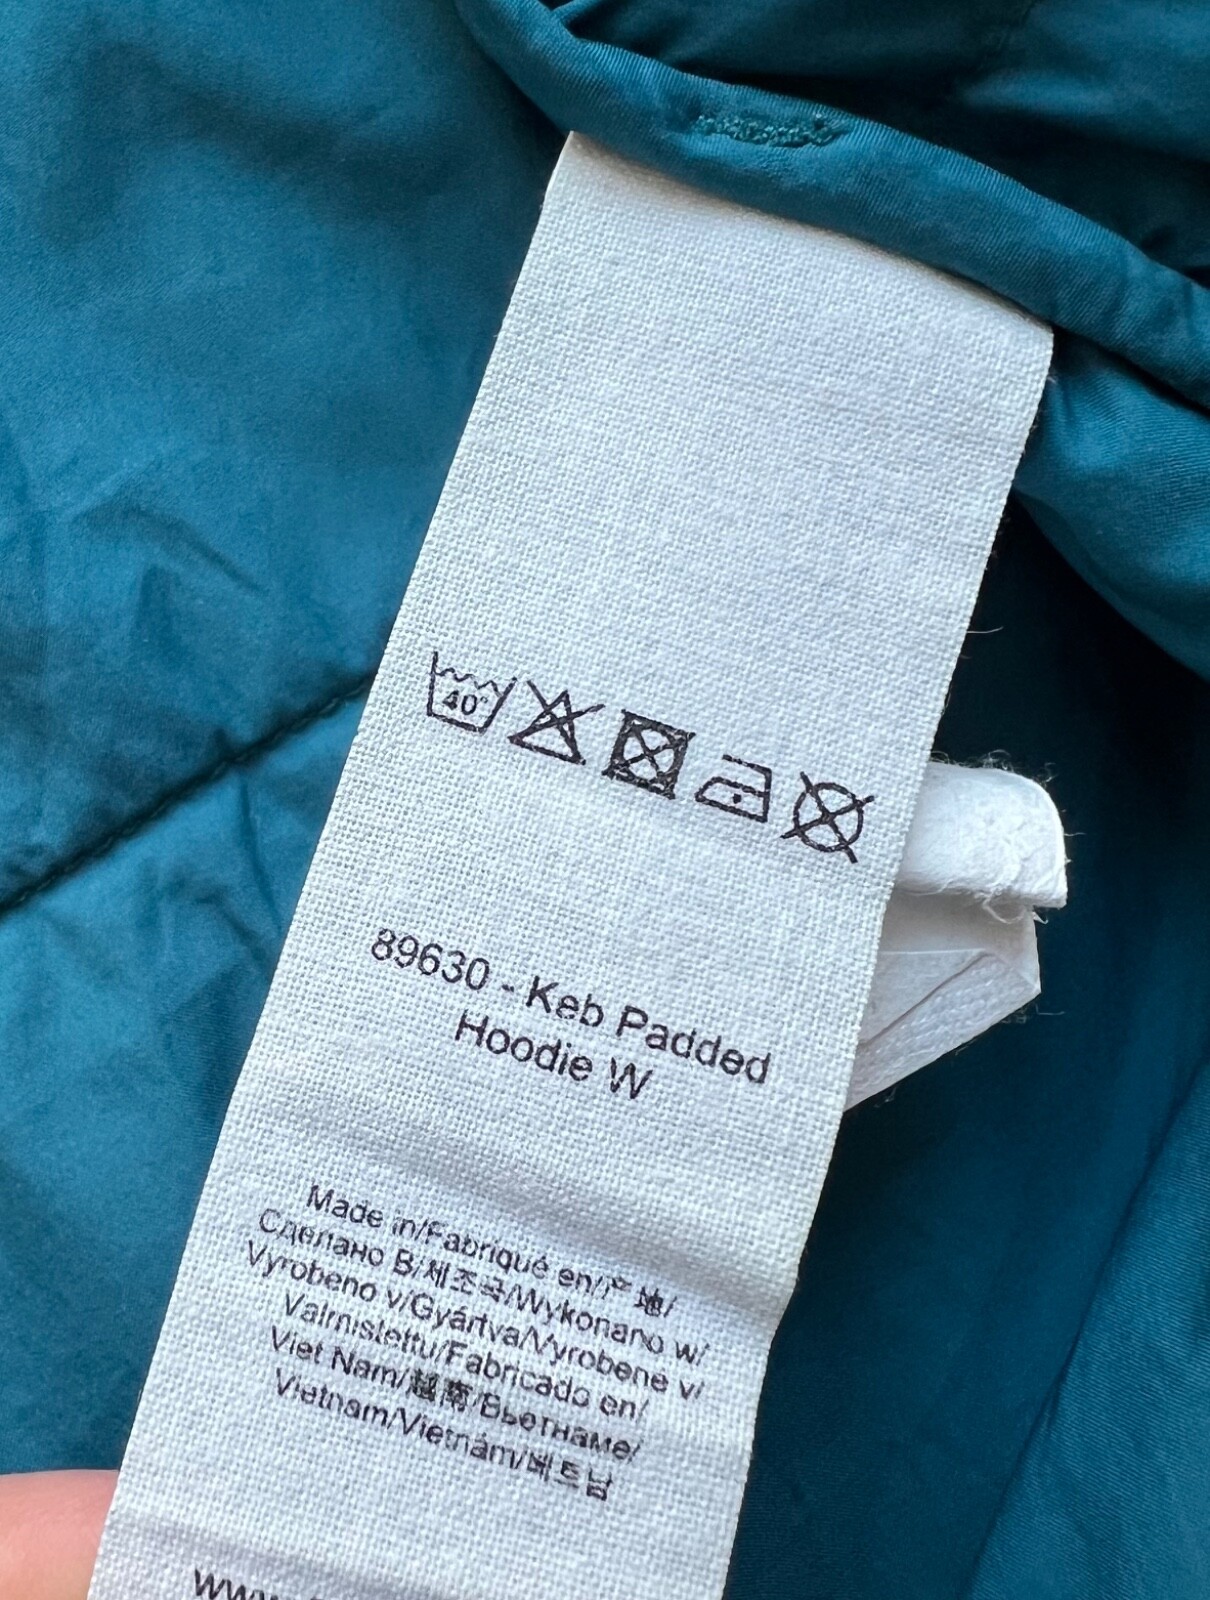 40°
89630 - Keb Padded
Hoodie W
Made in/Fabriqué en/产地/
Сделано В/제조국/Wykonano w/
Vyrobeno v/Gyártva/Vyrobené v/
Valmistettu/Fabricado en/
Viet Nam/越南/Вьетнаме/
Vietnam/Vietnám/베트남